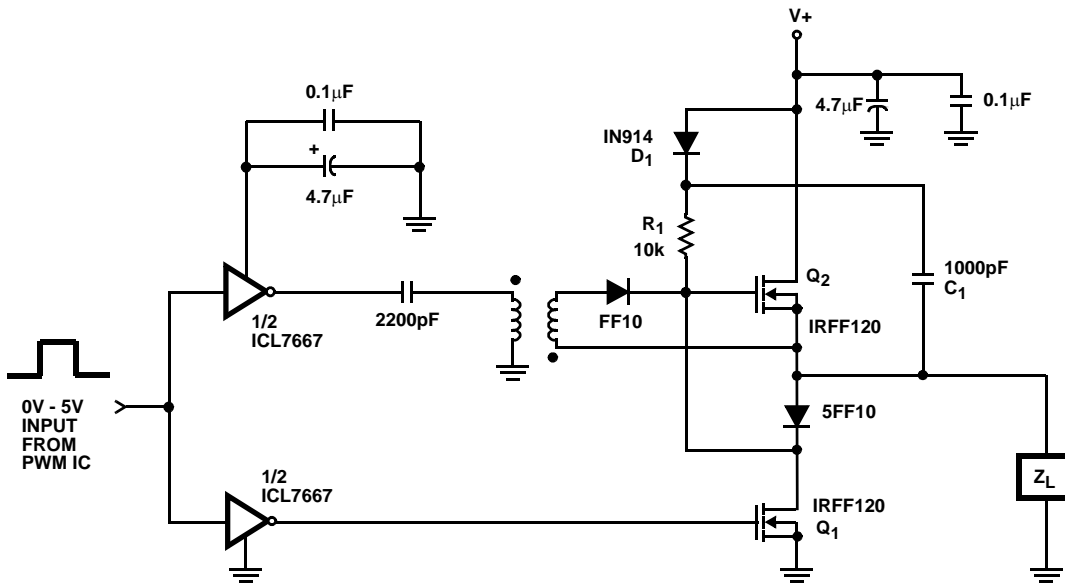 V+
0.1µF
4.7µF
0.1µF
IN914
D1
+
4.7µF
R1
10k
1000pF
C1
Q2
2200pF
FF10
IRFF120
1/2
ICL7667
0V - 5V
INPUT
FROM
PWM IC
5FF10
1/2
ICL7667
IRFF120
Q1
ZL